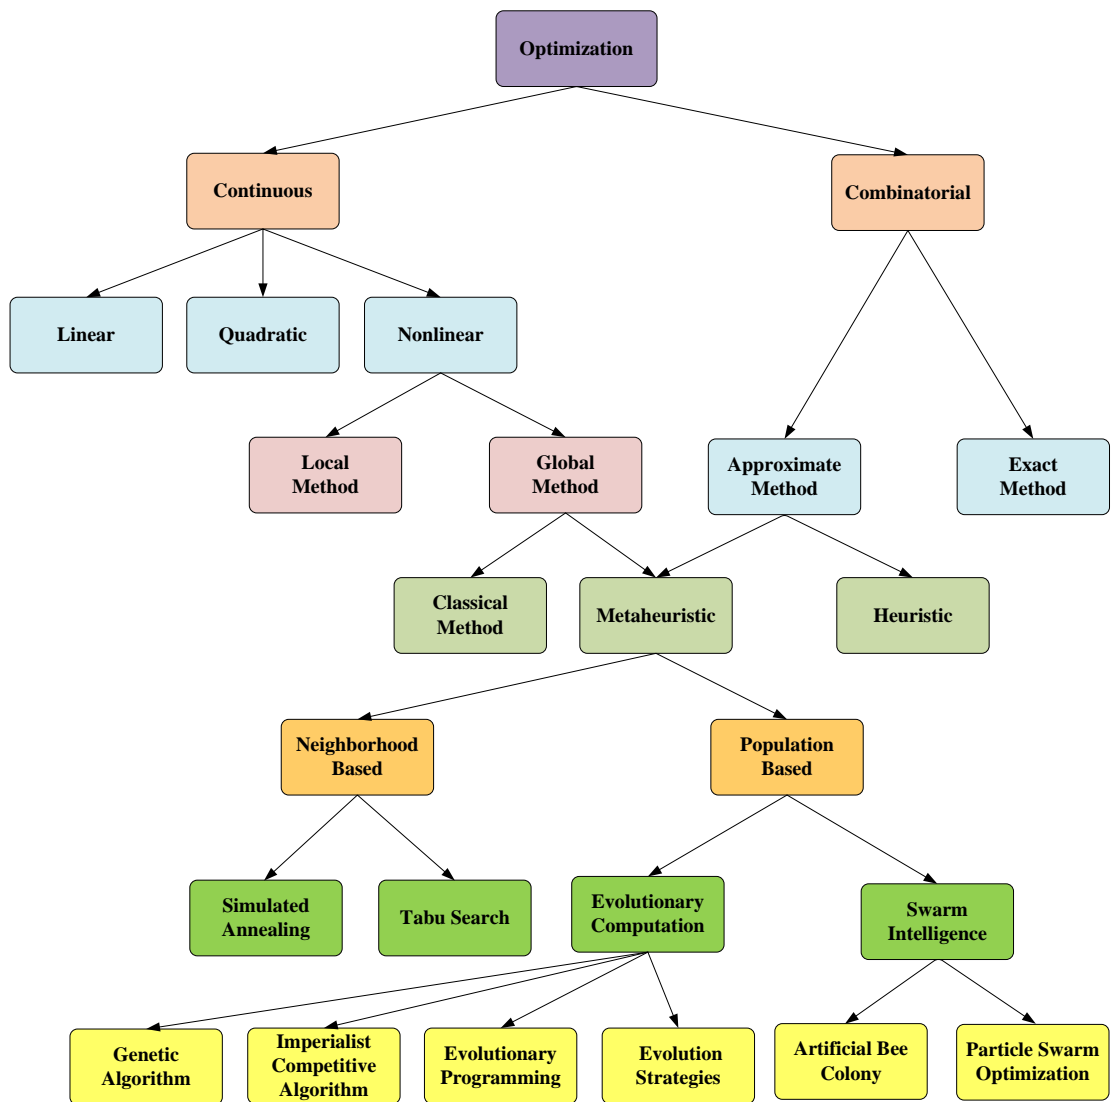 Optimization
Continuous
Combinatorial
Linear
Quadratic
Nonlinear
Local
Method
Global
Method
Approximate
Method
Exact
Method
Classical
Method
Metaheuristic
Heuristic
Neighborhood
Based
Population
Based
Simulated
Annealing
Tabu Search
Evolutionary
Computation
Swarm
Intelligence
Genetic
Algorithm
Imperialist
Competitive
Algorithm
Evolutionary
Programming
Evolution
Strategies
Artificial Bee
Colony
Particle Swarm
Optimization